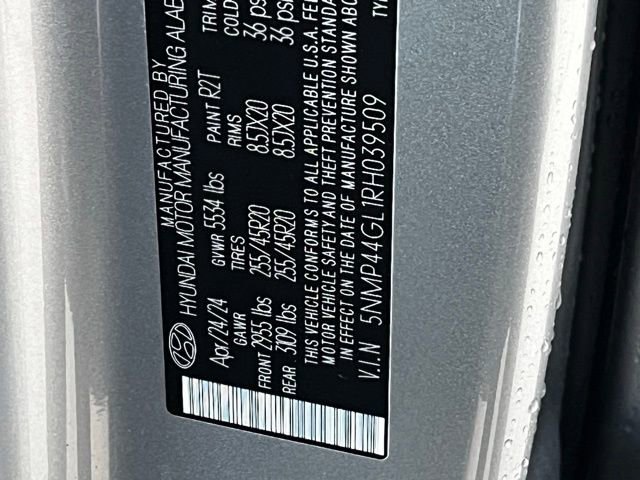 MANUFACTURED BY
HYUNDAI MOTOR MANUFACTURING ALAB
Apr/24/24 GVWR 5534 lbs PAINT R2T TRIM
GAWR TIRES RIMS COLD
FRONT 2955 lbs 255/45R20 8.5JX20 36 psi
REAR 3109 lbs 255/45R20 8.5JX20 36 psi
THIS VEHICLE CONFORMS TO ALL APPLICABLE U.S.A. FEDE
MOTOR VEHICLE SAFETY AND THEFT PREVENTION STANDA
IN EFFECT ON THE DATE OF MANUFACTURE SHOWN ABO
V.I.N 5NMP44GL1RH039509 TY